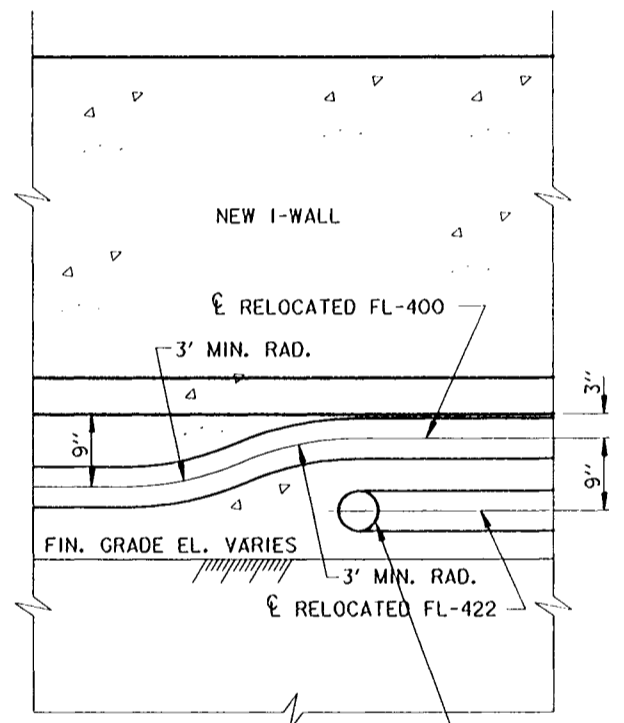 NEW I-WALL
℄ RELOCATED FL-400
3' MIN. RAD.
3"
9"
9"
FIN. GRADE EL. VARIES
3' MIN. RAD.
℄ RELOCATED FL-422